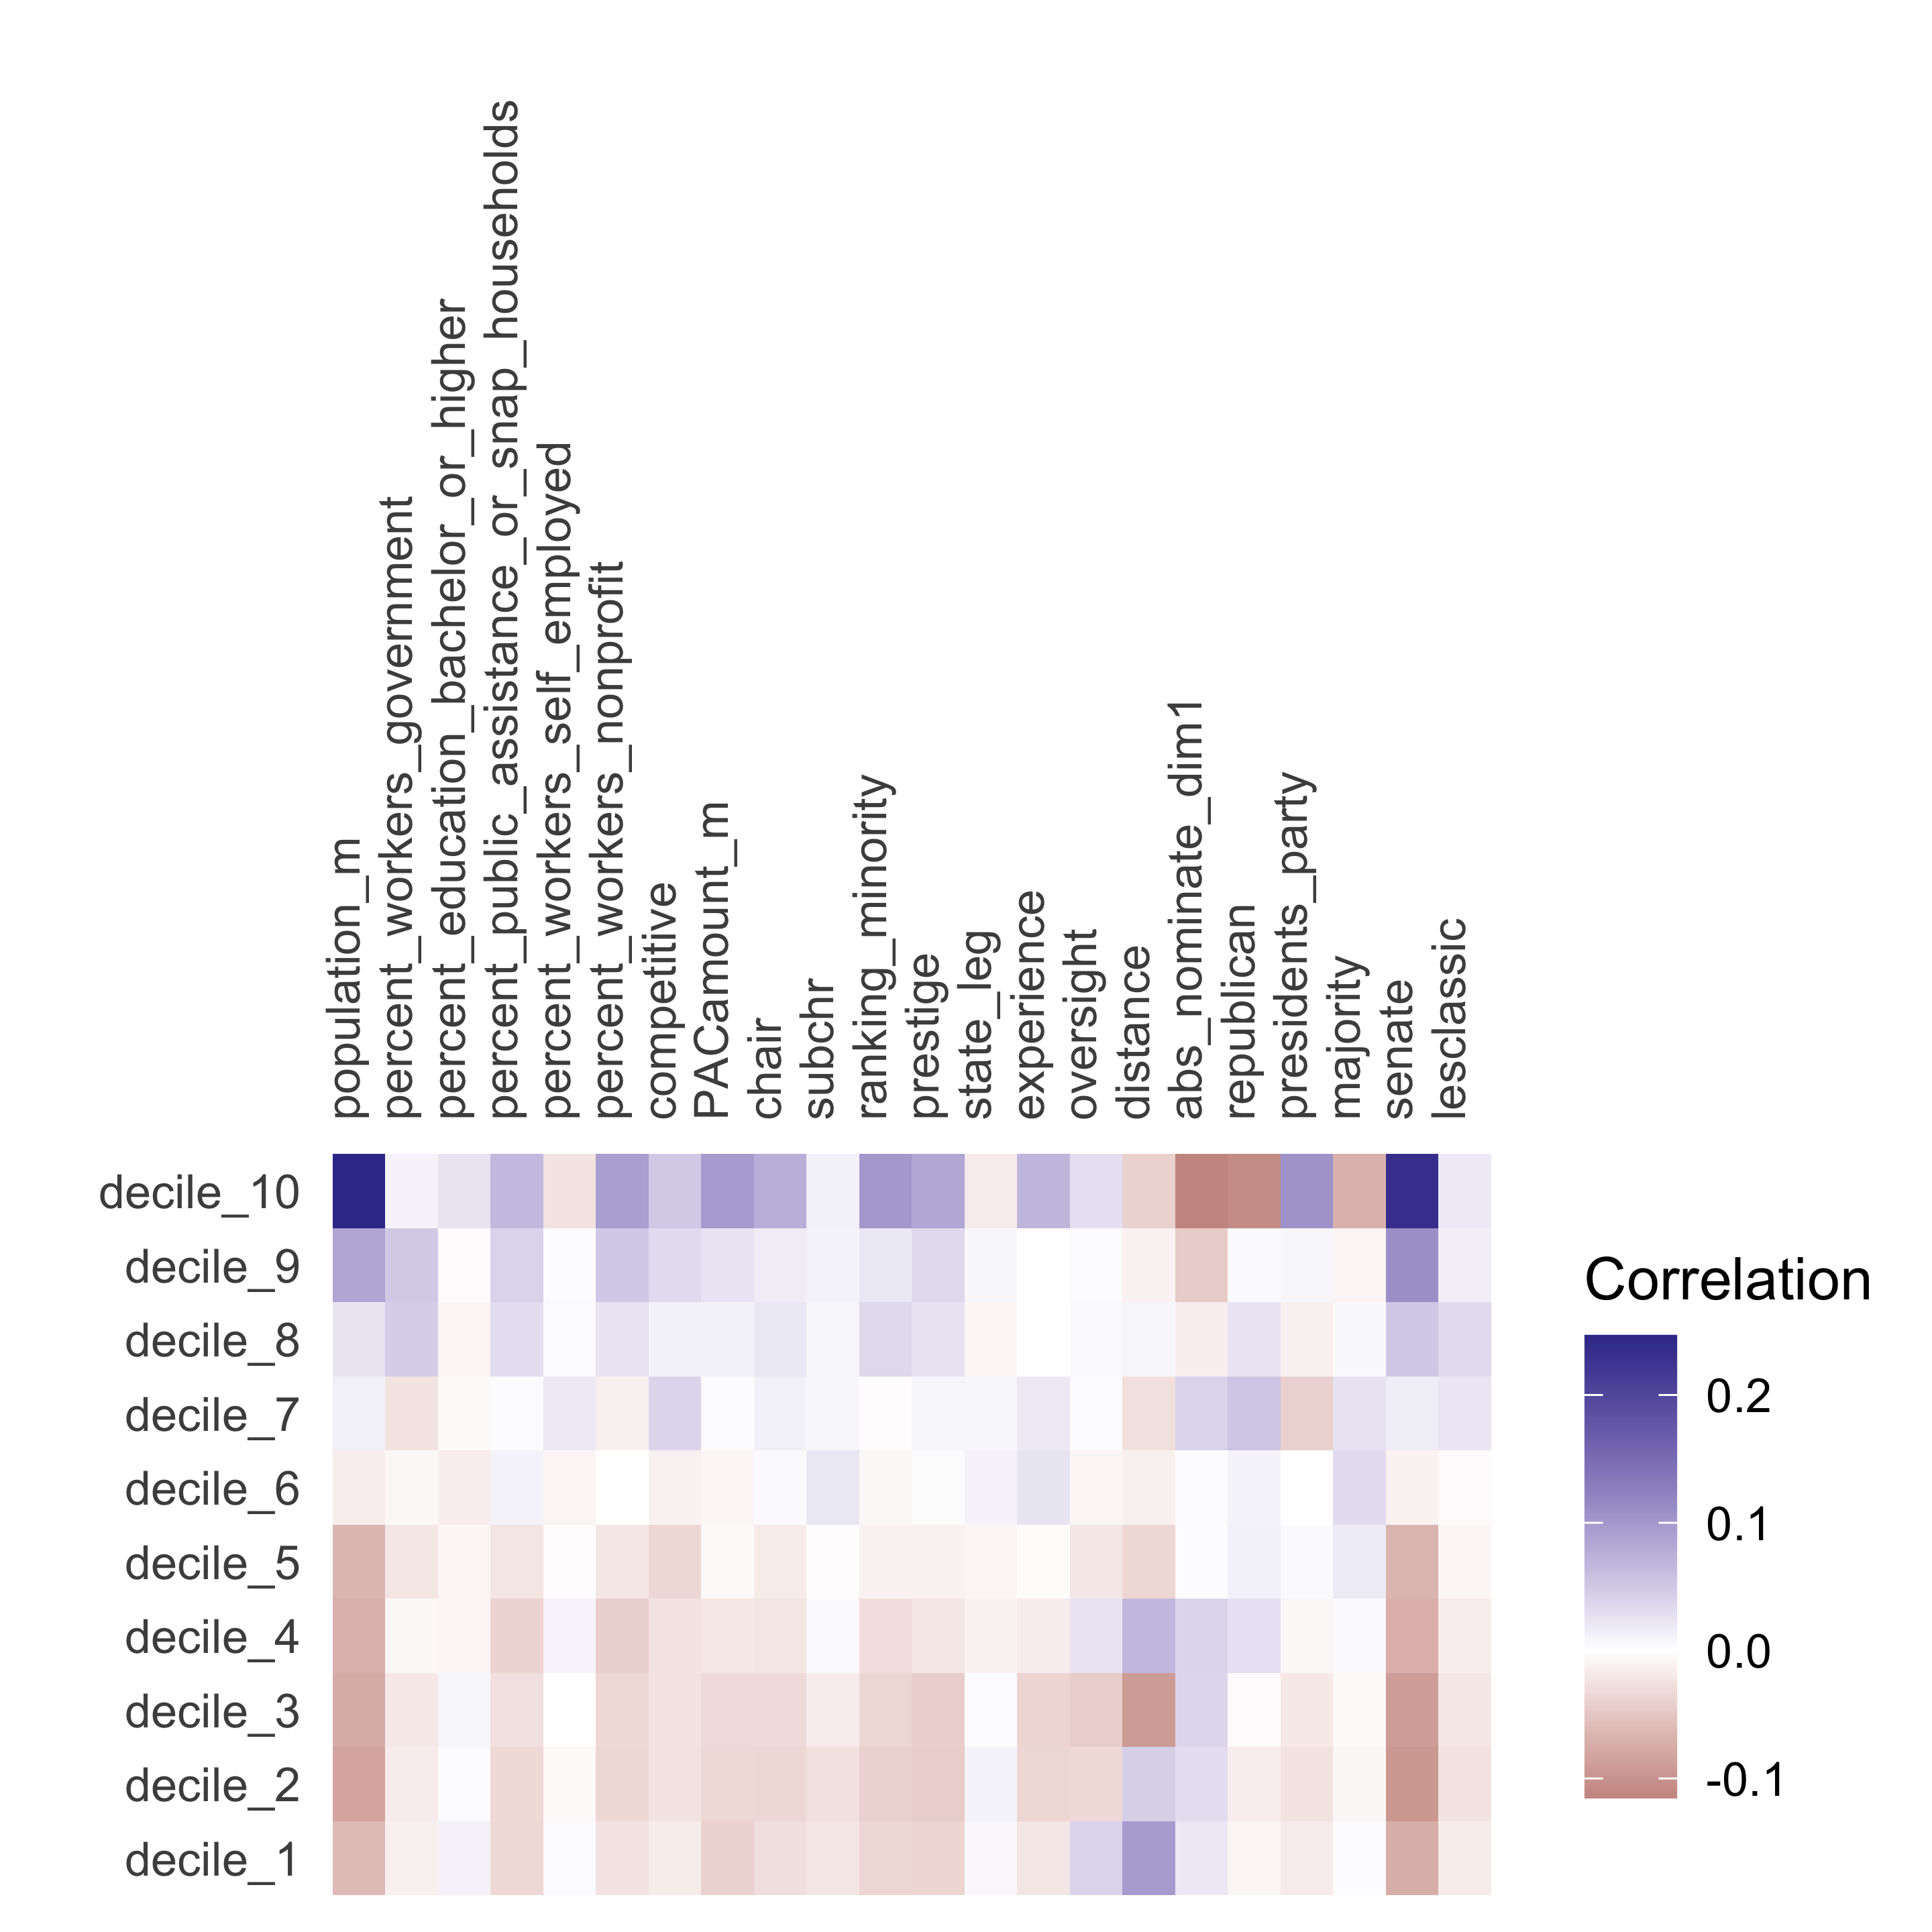 population_m
percent_workers_government
percent_education_bachelor_or_higher
percent_public_assistance_or_snap_households
percent_workers_self_employed
percent_workers_nonprofit
competitive
PACamount_m
chair
subchr
ranking_minority
prestige
state_leg
experience
oversight
distance
abs_nominate_dim1
republican
presidents_party
majority
senate
lesclassic
decile_10
decile_9
decile_8
decile_7
decile_6
decile_5
decile_4
decile_3
decile_2
decile_1
Correlation
0.2
0.1
0.0
-0.1